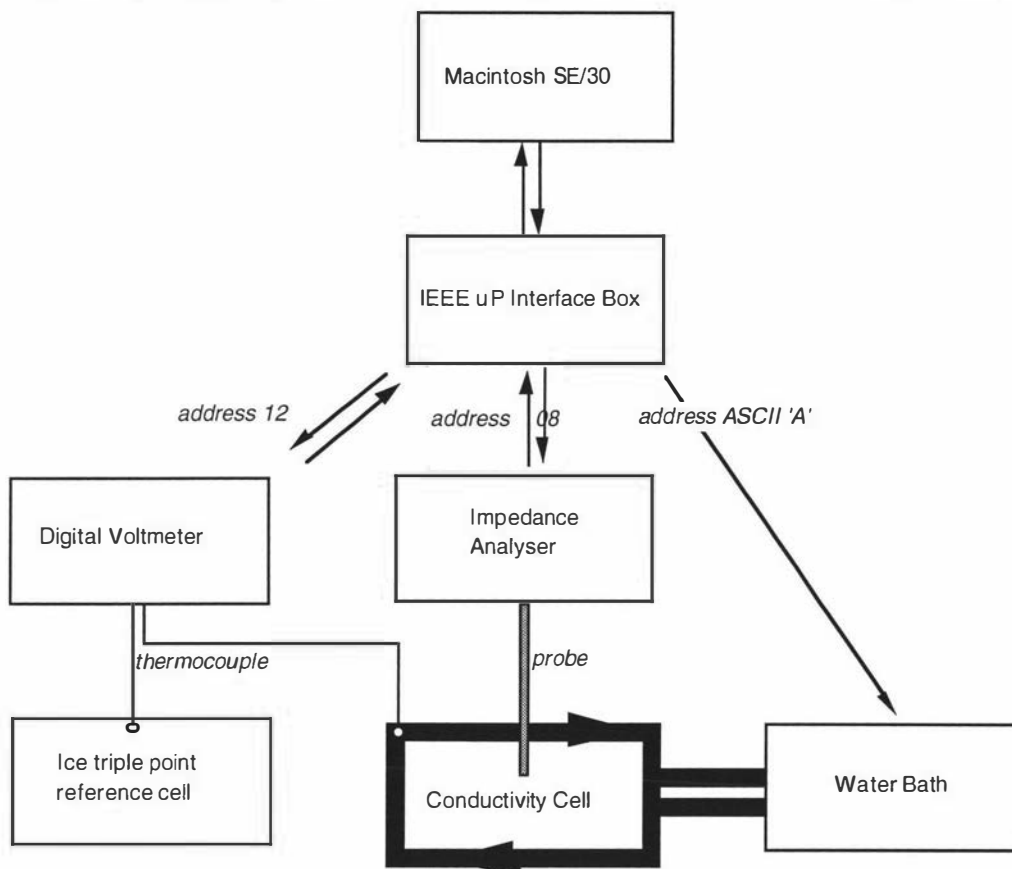 Macintosh SE/30
IEEE uP Interface Box
address 12
address 08
address ASCII 'A'
Digital Voltmeter
Impedance
Analyser
thermocouple
probe
Ice triple point
reference cell
Conductivity Cell
Water Bath